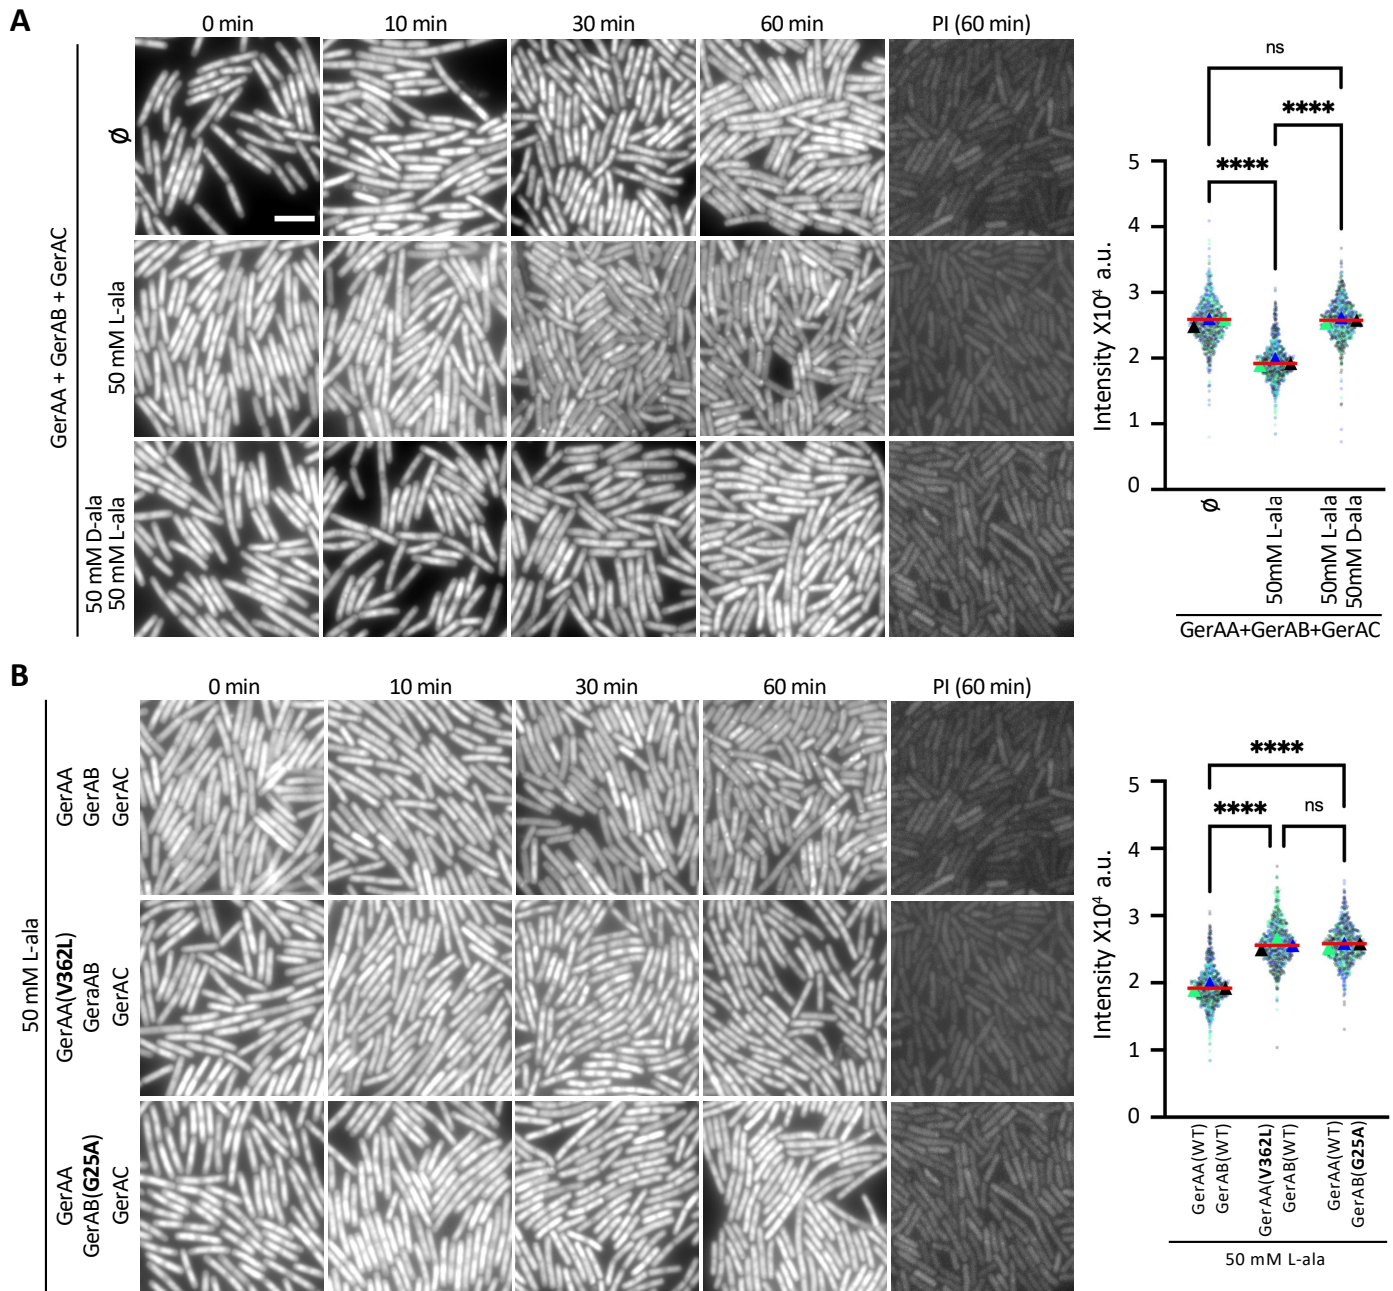 A
0 min 10 min 30 min 60 min PI (60 min)
GerAA + GerAB + GerAC
Ø
50 mM L-ala
50 mM D-ala
50 mM L-ala
ns
****
****
Intensity X10⁴ a.u.
5
4
3
2
1
0
Ø
50mM L-ala
50mM L-ala
50mM D-ala
GerAA+GerAB+GerAC
B
0 min 10 min 30 min 60 min PI (60 min)
50 mM L-ala
GerAA
GerAB
GerAC
GerAA(V362L)
GeraAB
GerAC
GerAA
GerAB(G25A)
GerAC
****
****
ns
Intensity X10⁴ a.u.
5
4
3
2
1
0
GerAA(WT)
GerAB(WT)
GerAA(V362L)
GerAB(WT)
GerAA(WT)
GerAB(G25A)
50 mM L-ala